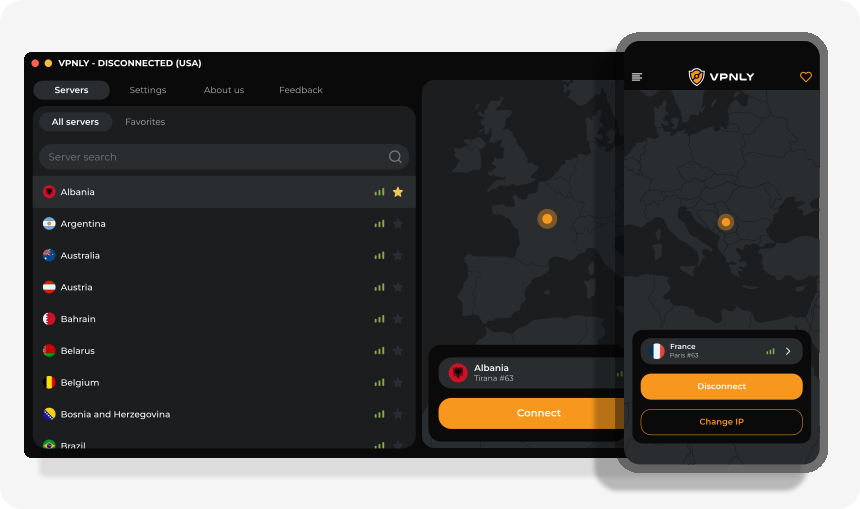 VPNLY - DISCONNECTED (USA)
Servers
Settings
About us
Feedback
All servers
Favorites
Server search
Albania
Argentina
Australia
Austria
Bahrain
Belarus
Belgium
Bosnia and Herzegovina
Brazil
Albania
Tirana #63
Connect
VPNLY
France
Paris #63
Disconnect
Change IP